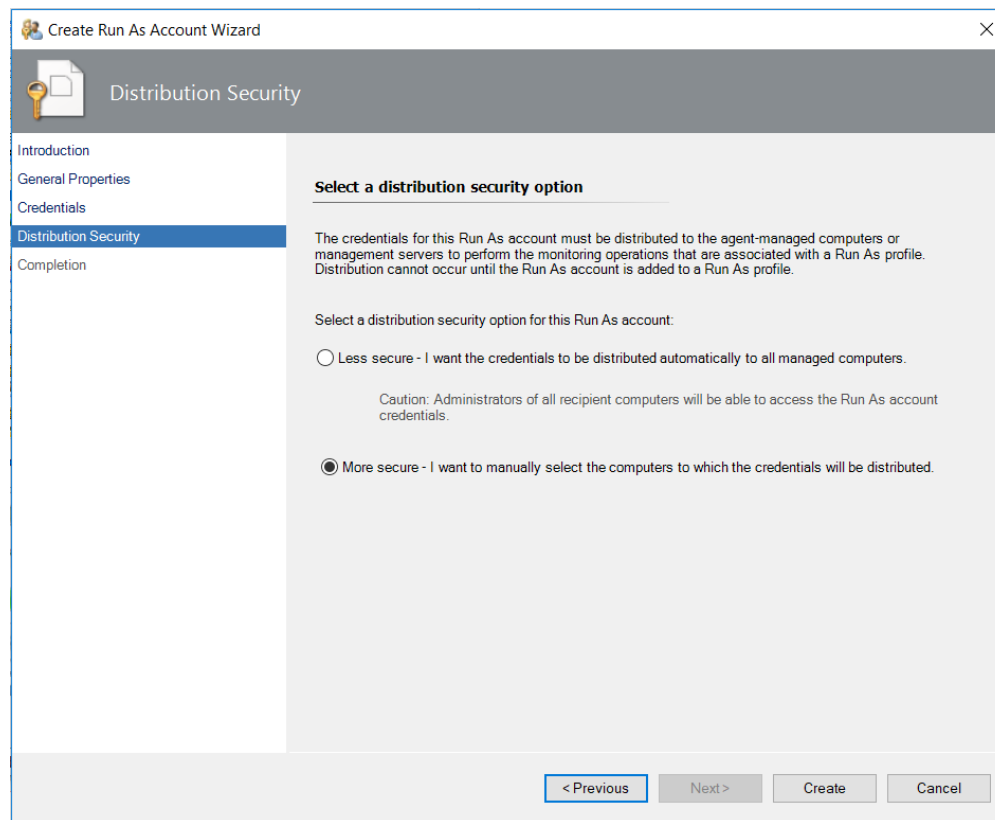 Create Run As Account Wizard
Distribution Security
Introduction
General Properties
Credentials
Distribution Security
Completion
Select a distribution security option
The credentials for this Run As account must be distributed to the agent-managed computers or
management servers to perform the monitoring operations that are associated with a Run As profile.
Distribution cannot occur until the Run As account is added to a Run As profile.
Select a distribution security option for this Run As account:
Less secure - I want the credentials to be distributed automatically to all managed computers.
Caution: Administrators of all recipient computers will be able to access the Run As account
credentials.
More secure - I want to manually select the computers to which the credentials will be distributed.
< Previous
Next >
Create
Cancel